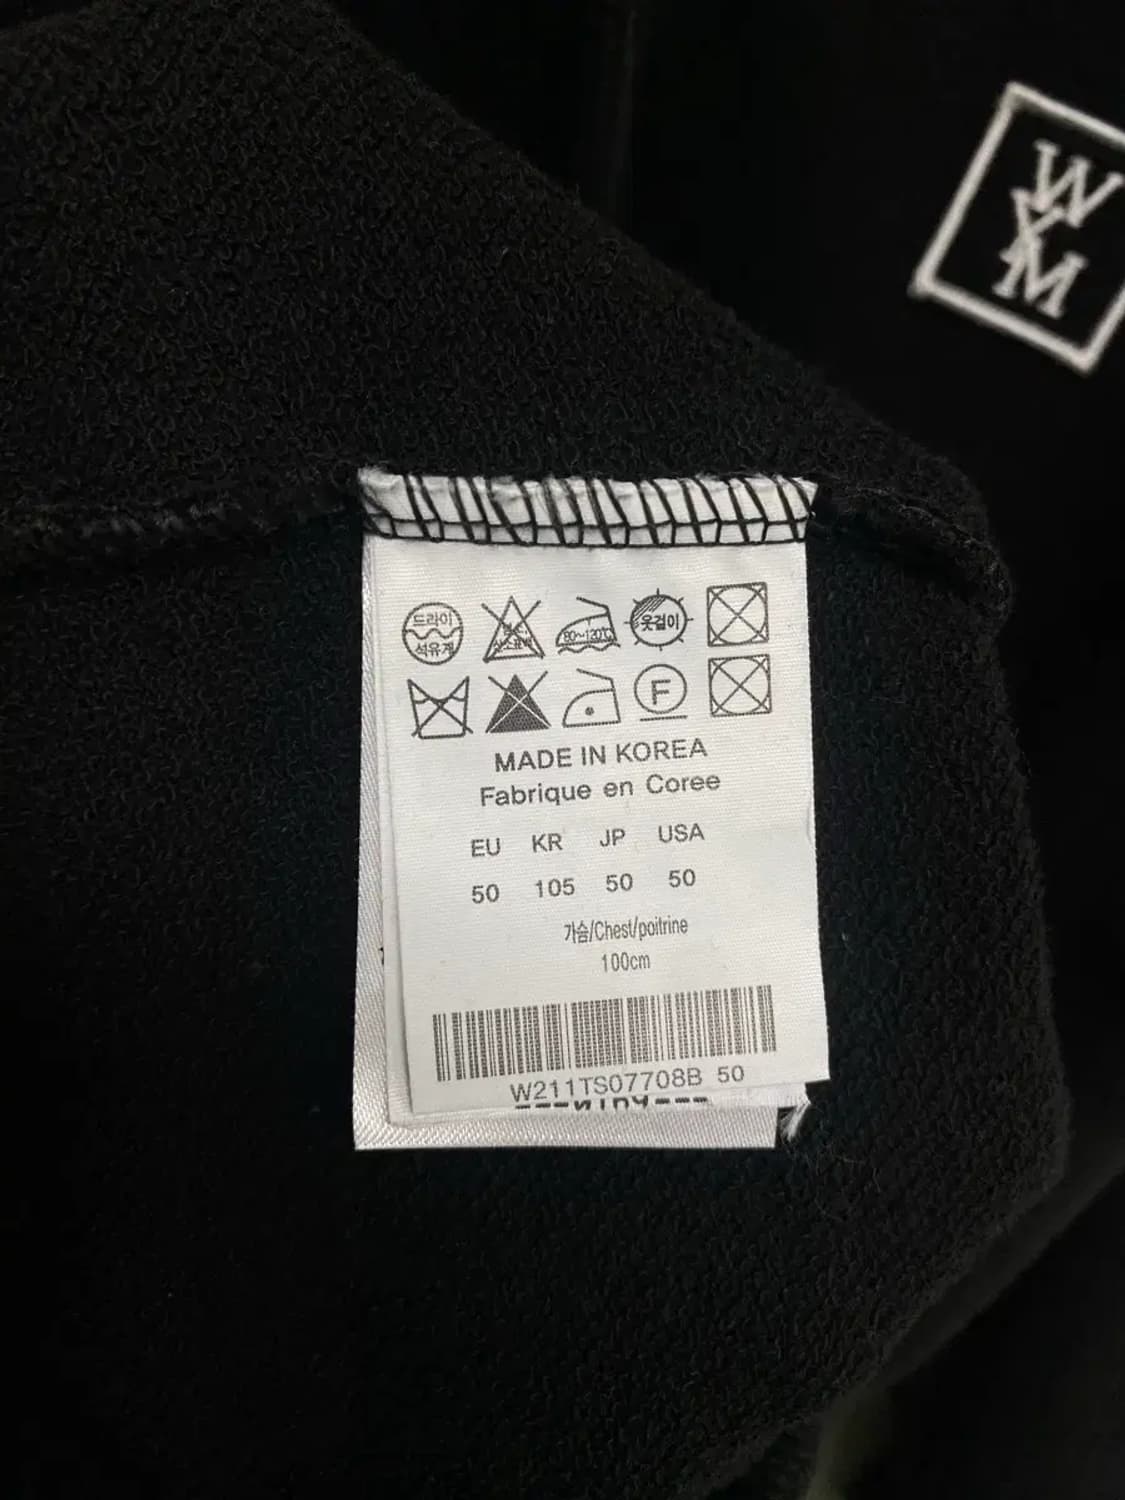 W
Y
M
드라이
석유계
80~120℃
옷걸이
F
MADE IN KOREA
Fabrique en Coree
EU KR JP USA
50 105 50 50
가슴/Chest/poitrine
100cm
W211TS07708B 50